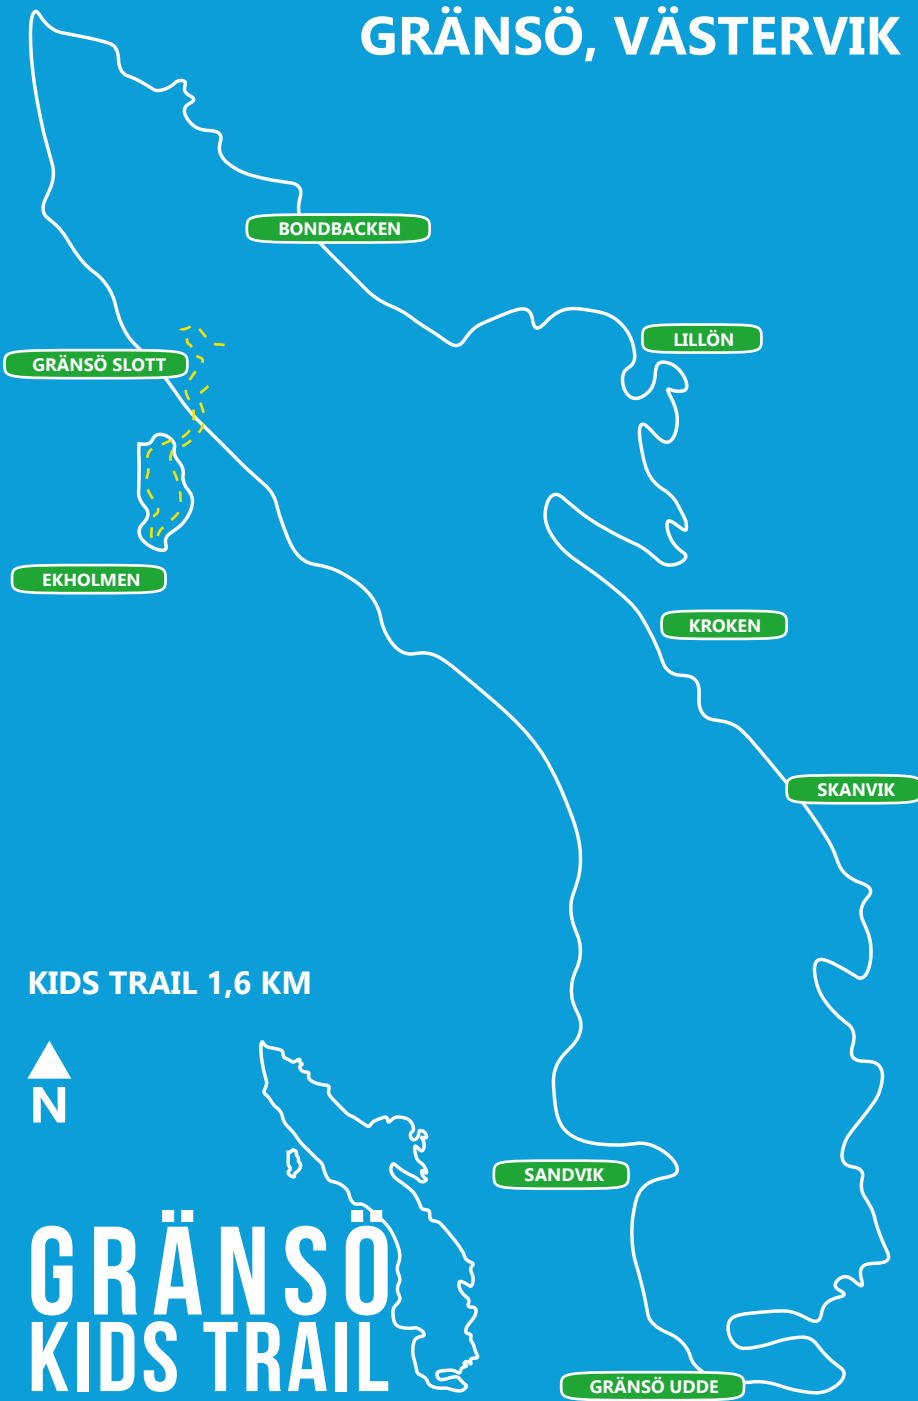 GRÄNSÖ, VÄSTERVIK
BONDBACKEN
LILLÖN
GRÄNSÖ SLOTT
EKHOLMEN
KROKEN
SKANVIK
KIDS TRAIL 1,6 KM
N
SANDVIK
GRÄNSÖ
KIDS TRAIL
GRÄNSÖ UDDE